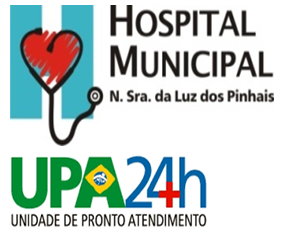 HOSPITAL
MUNICIPAL
N. Sra. da Luz dos Pinhais
UPA24h
UNIDADE DE PRONTO ATENDIMENTO